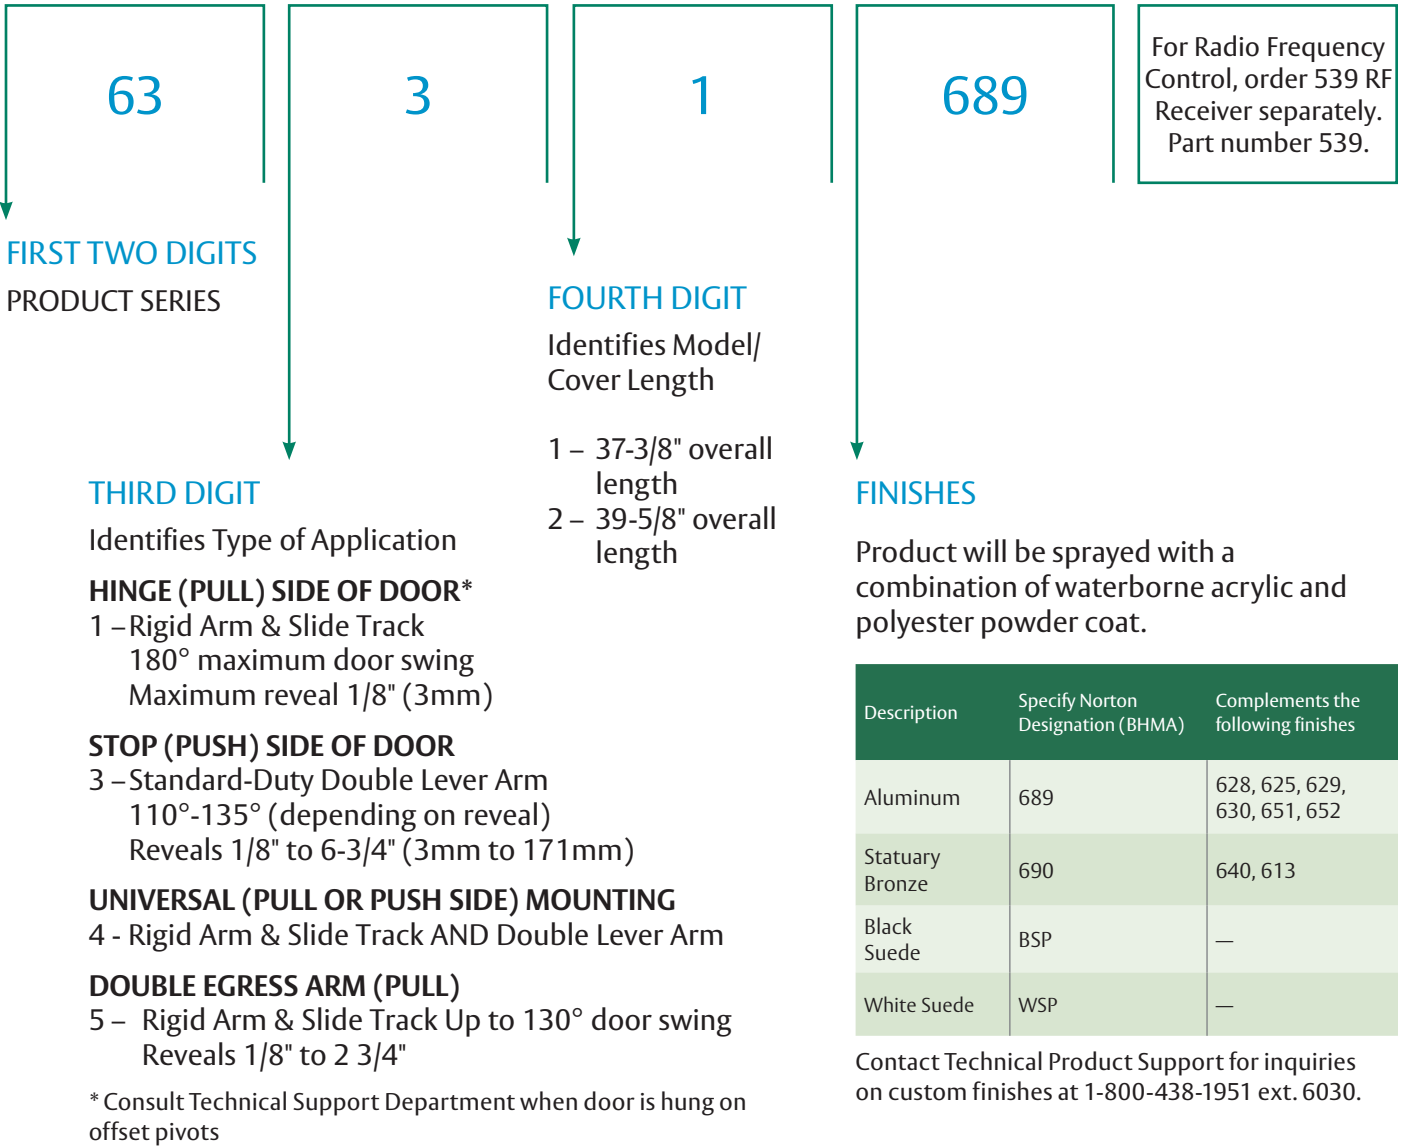 63
3
1
689
For Radio Frequency
Control, order 539 RF
Receiver separately.
Part number 539.
FIRST TWO DIGITS
PRODUCT SERIES
THIRD DIGIT
Identifies Type of Application
HINGE (PULL) SIDE OF DOOR*
1 – Rigid Arm & Slide Track
180° maximum door swing
Maximum reveal 1/8" (3mm)
STOP (PUSH) SIDE OF DOOR
3 – Standard-Duty Double Lever Arm
110°-135° (depending on reveal)
Reveals 1/8" to 6-3/4" (3mm to 171mm)
UNIVERSAL (PULL OR PUSH SIDE) MOUNTING
4 - Rigid Arm & Slide Track AND Double Lever Arm
DOUBLE EGRESS ARM (PULL)
5 – Rigid Arm & Slide Track Up to 130° door swing
Reveals 1/8" to 2 3/4"
* Consult Technical Support Department when door is hung on
offset pivots
FOURTH DIGIT
Identifies Model/
Cover Length
1 – 37-3/8" overall
length
2 – 39-5/8" overall
length
FINISHES
Product will be sprayed with a
combination of waterborne acrylic and
polyester powder coat.
Description
Specify Norton
Designation (BHMA)
Complements the
following finishes
Aluminum
689
628, 625, 629,
630, 651, 652
Statuary
Bronze
690
640, 613
Black
Suede
BSP
—
White Suede
WSP
—
Contact Technical Product Support for inquiries
on custom finishes at 1-800-438-1951 ext. 6030.